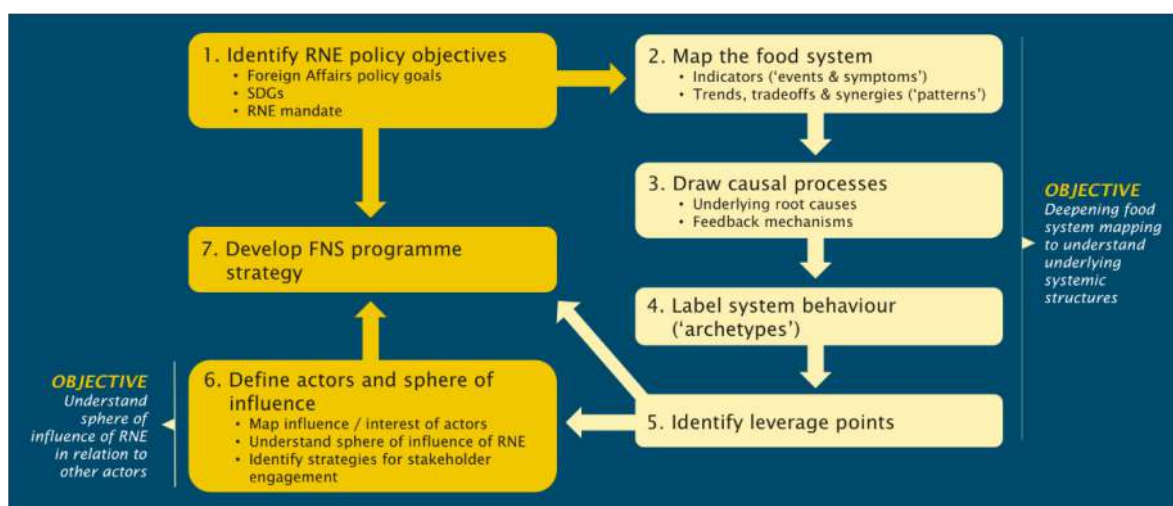 1. Identify RNE policy objectives
• Foreign Affairs policy goals
• SDGs
• RNE mandate
2. Map the food system
• Indicators (‘events & symptoms’)
• Trends, tradeoffs & synergies (‘patterns’)
3. Draw causal processes
• Underlying root causes
• Feedback mechanisms
OBJECTIVE
Deepening food
system mapping
to understand
underlying
systemic
structures
4. Label system behaviour
(‘archetypes’)
5. Identify leverage points
6. Define actors and sphere of
influence
• Map influence / interest of actors
• Understand sphere of influence of RNE
• Identify strategies for stakeholder
engagement
OBJECTIVE
Understand
sphere of
influence of RNE
in relation to
other actors
7. Develop FNS programme
strategy